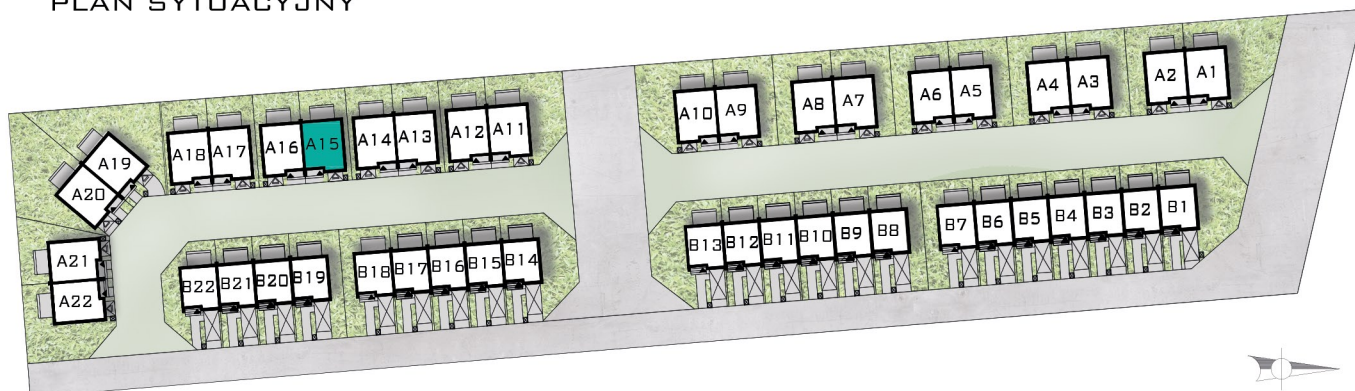 PLAN SYTUACYJNY
A10 A9 A8 A7 A6 A5 A4 A3 A2 A1
A18 A17 A16 A15 A14 A13 A12 A11
A19
A20
B13 B12 B11 B10 B9 B8 B7 B6 B5 B4 B3 B2 B1
A21
A22
B22 B21 B20 B19 B18 B17 B16 B15 B14